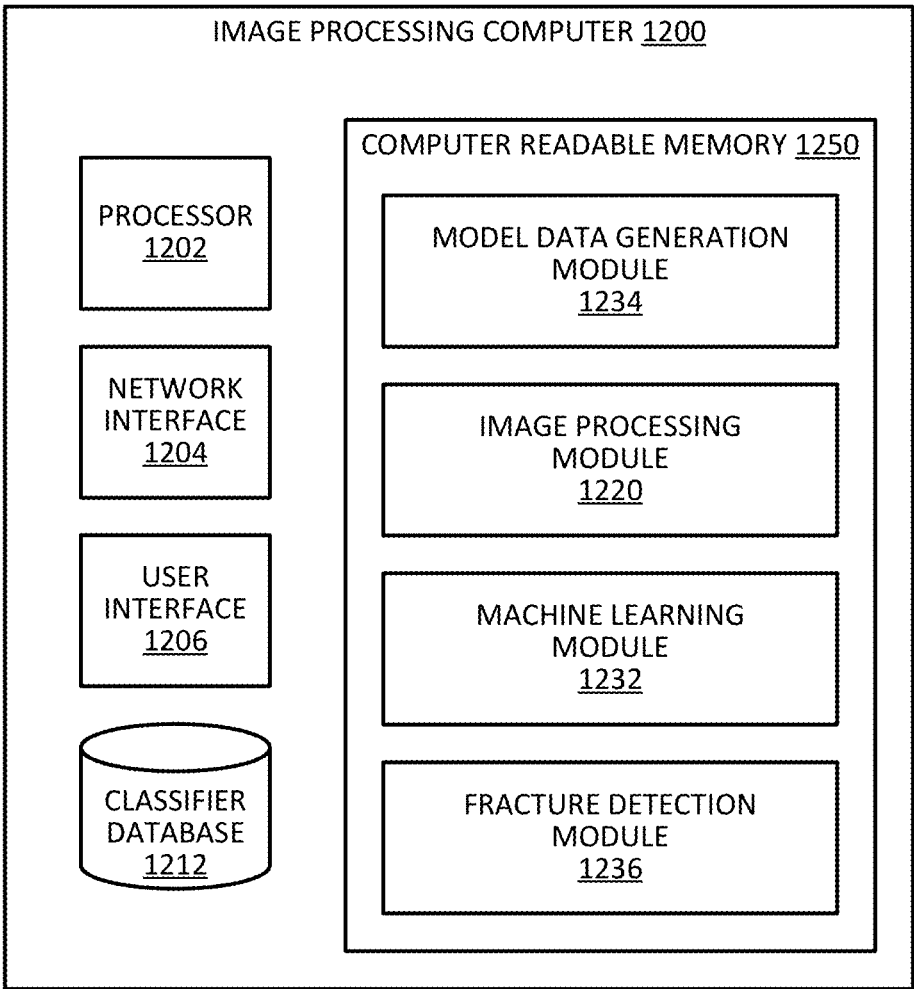 IMAGE PROCESSING COMPUTER 1200
PROCESSOR
1202
NETWORK
INTERFACE
1204
USER
INTERFACE
1206
CLASSIFIER
DATABASE
1212
COMPUTER READABLE MEMORY 1250
MODEL DATA GENERATION
MODULE
1234
IMAGE PROCESSING
MODULE
1220
MACHINE LEARNING
MODULE
1232
FRACTURE DETECTION
MODULE
1236